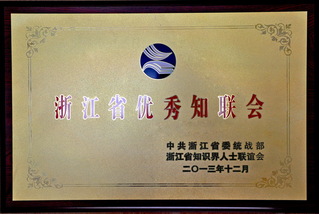 浙江省优秀知联会
中共浙江省委统战部
浙江省知识界人士联谊会
二〇一三年十二月